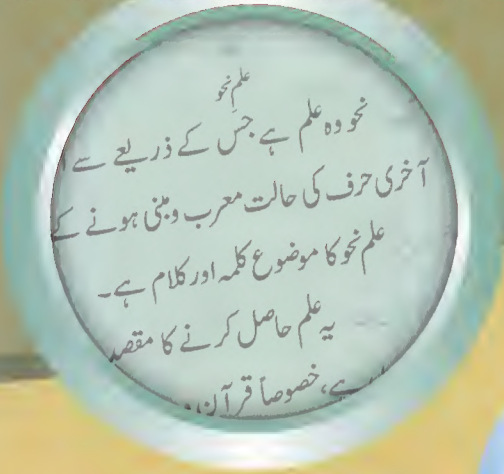 علم نحو
نحو وہ علم ہے جس کے ذریعے سے
آخری حرف کی حالت معرب و مبنی ہونے کے
علم نحو کا موضوع کلمہ اور کلام ہے۔
یہ علم حاصل کرنے کا مقصد
ہے، خصوصاً قرآن و